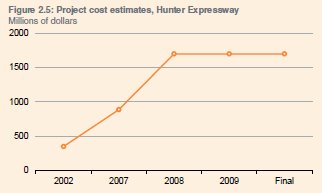 Figure 2.5: Project cost estimates, Hunter Expressway
Millions of dollars
2000
1500
1000
500
0
2002 2007 2008 2009 Final